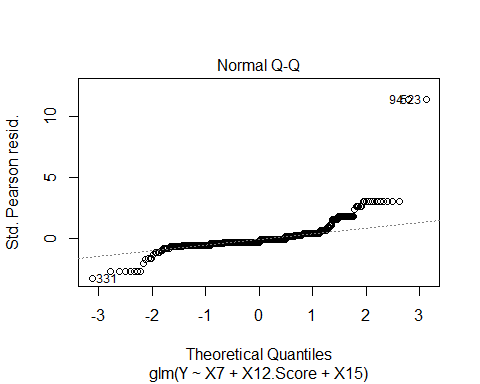 Normal Q-Q
Std. Pearson resid.
10
5
0
523
331
-3 -2 -1 0 1 2 3
Theoretical Quantiles
glm(Y ~ X7 + X12.Score + X15)